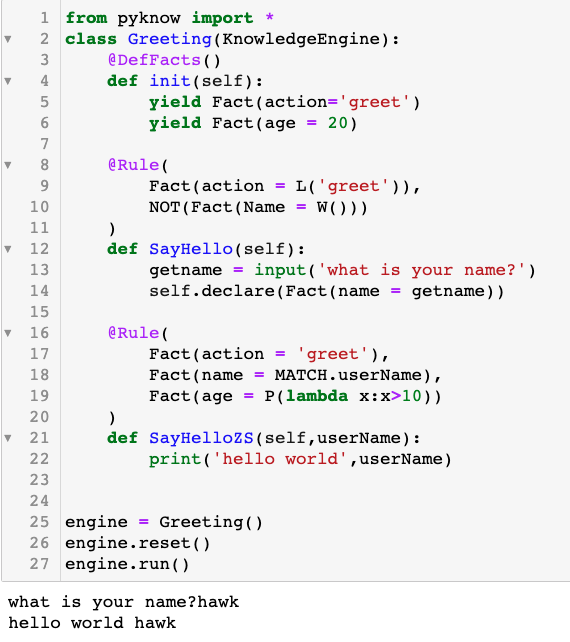 1 from pyknow import *
2 class Greeting(KnowledgeEngine):
3     @DefFacts()
4     def init(self):
5         yield Fact(action='greet')
6         yield Fact(age = 20)
7
8     @Rule(
9         Fact(action = L('greet')),
10         NOT(Fact(Name = W()))
11     )
12     def SayHello(self):
13         getname = input('what is your name?')
14         self.declare(Fact(name = getname))
15
16     @Rule(
17         Fact(action = 'greet'),
18         Fact(name = MATCH.userName),
19         Fact(age = P(lambda x:x>10))
20     )
21     def SayHelloZS(self,userName):
22         print('hello world',userName)
23
24
25 engine = Greeting()
26 engine.reset()
27 engine.run()
what is your name?hawk
hello world hawk